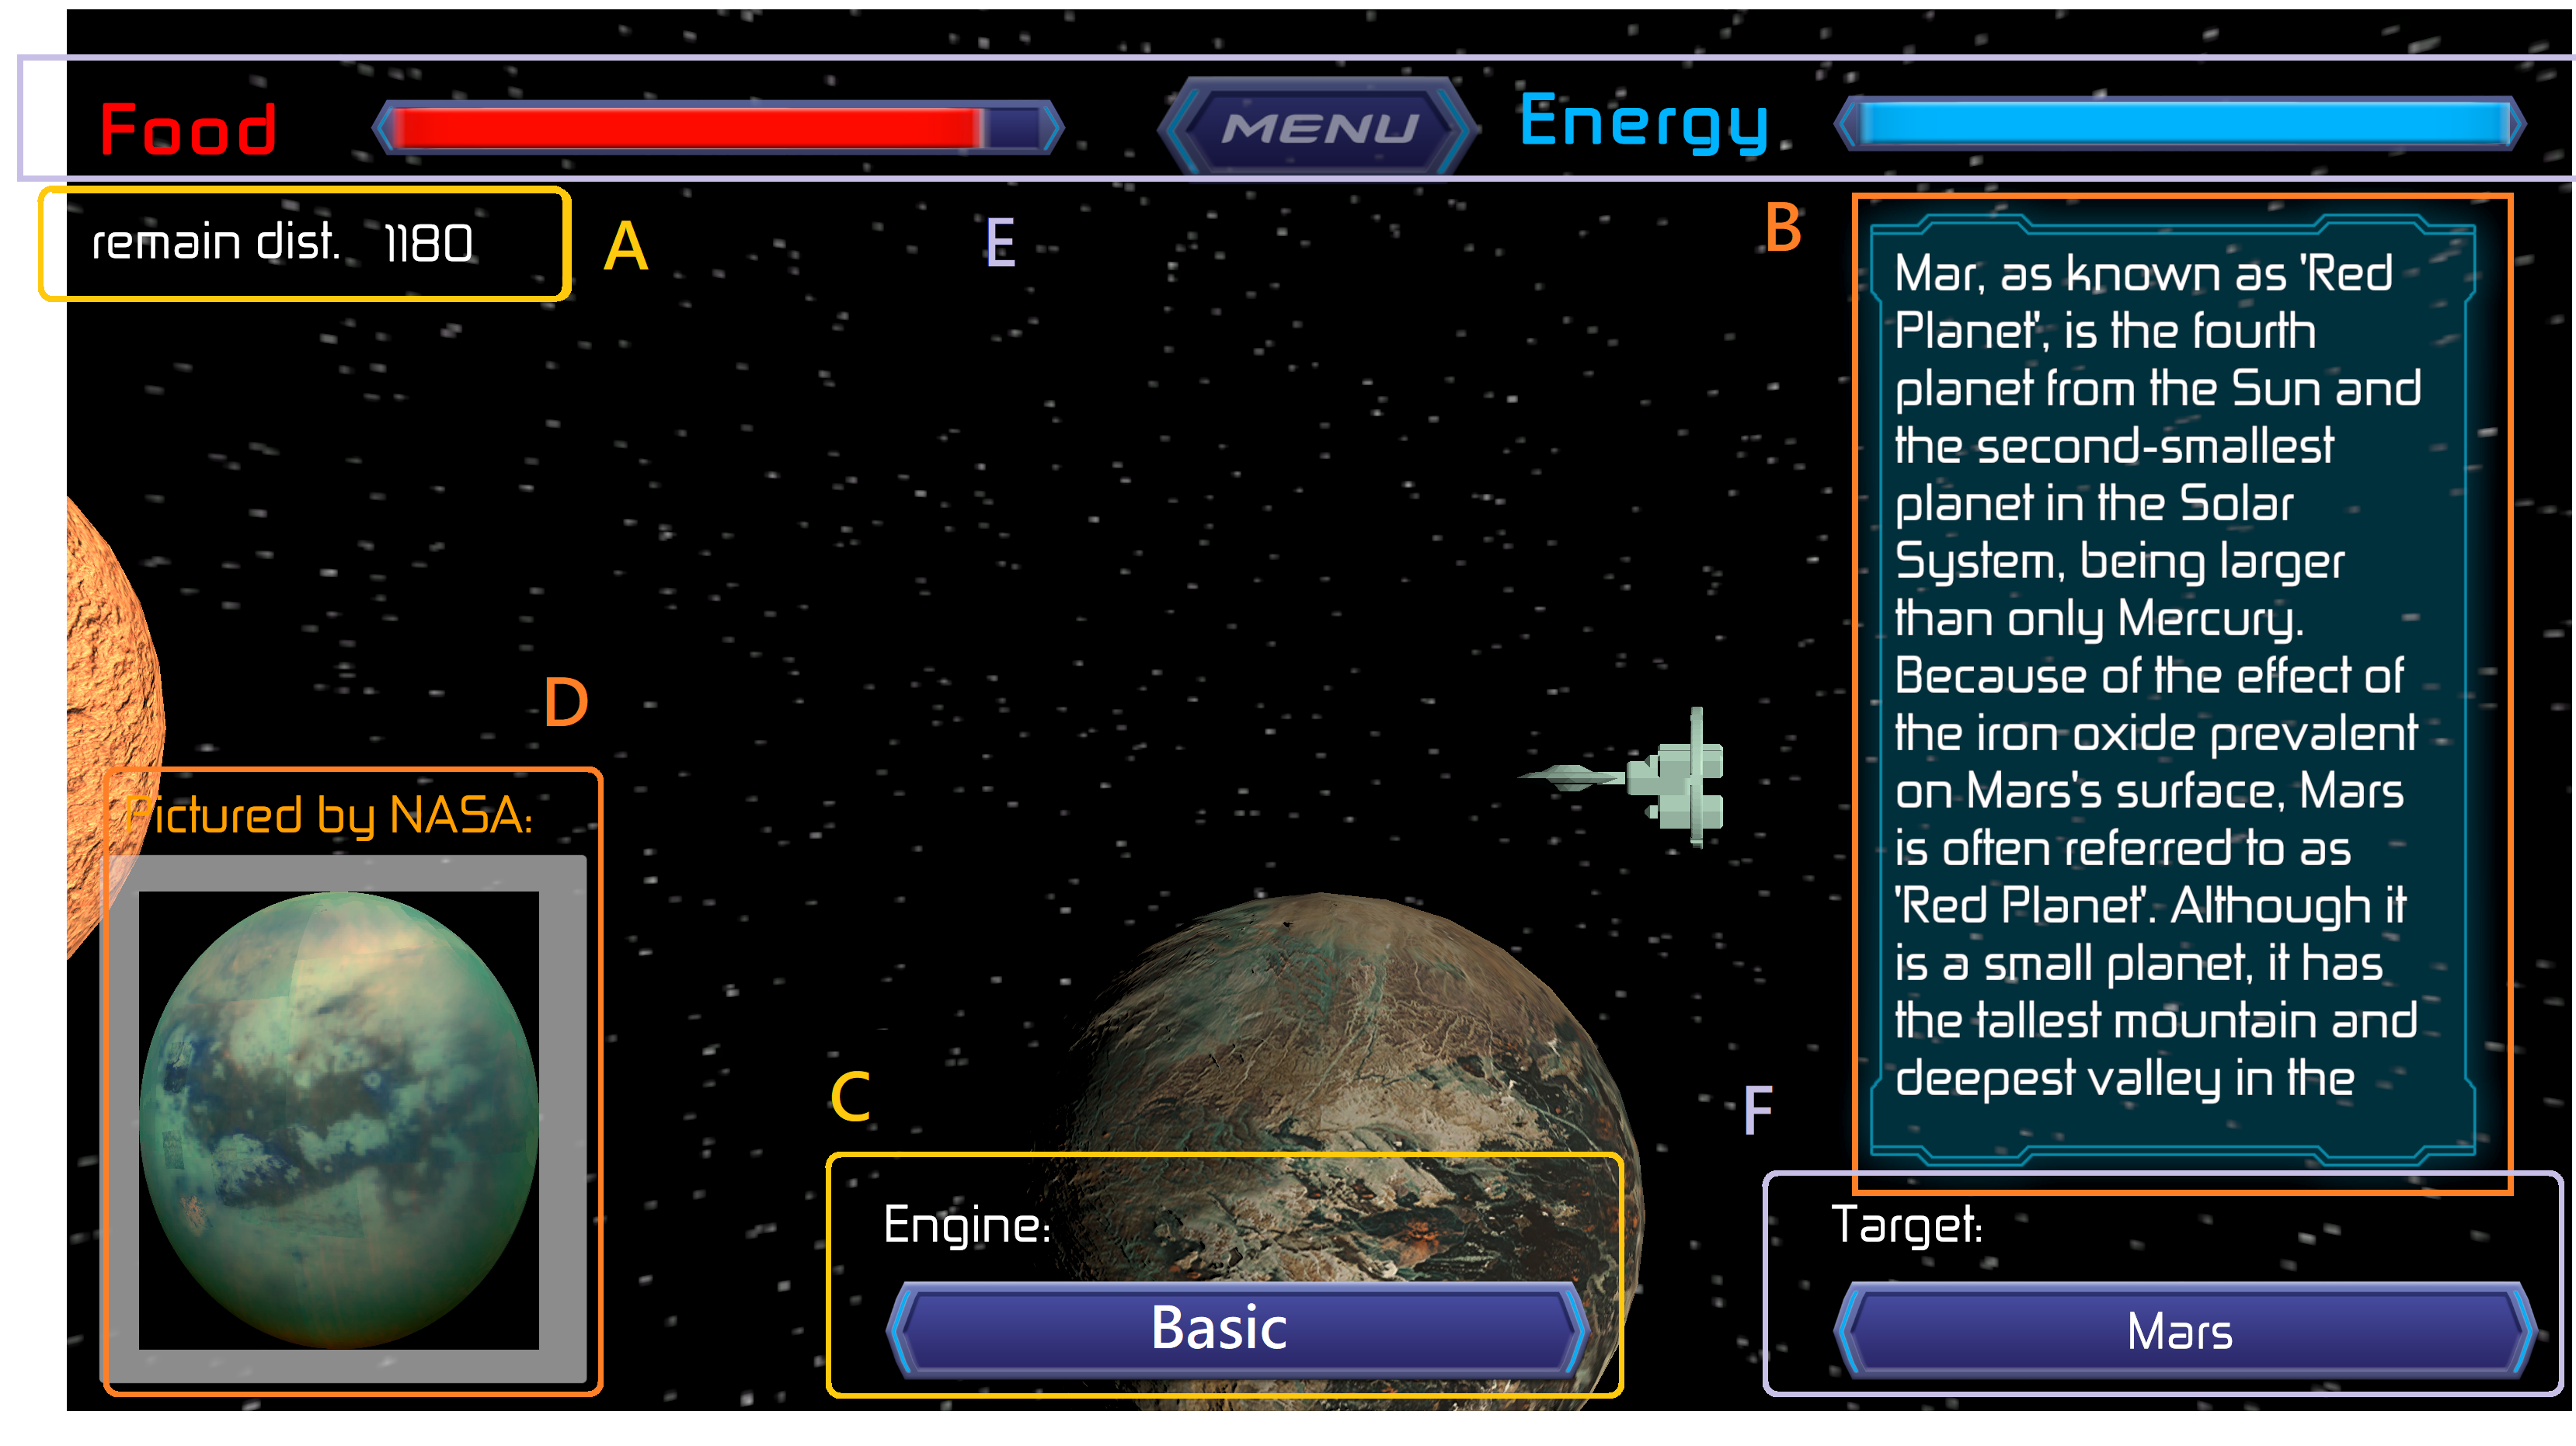 Food
MENU
Energy
remain dist. 1180
A
E
B
Mar, as known as 'Red
Planet', is the fourth
planet from the Sun and
the second-smallest
planet in the Solar
System, being larger
than only Mercury.
Because of the effect of
the iron oxide prevalent
on Mars's surface, Mars
is often referred to as
'Red Planet'. Although it
is a small planet, it has
the tallest mountain and
deepest valley in the
D
Pictured by NASA:
C
Engine:
Basic
F
Target:
Mars